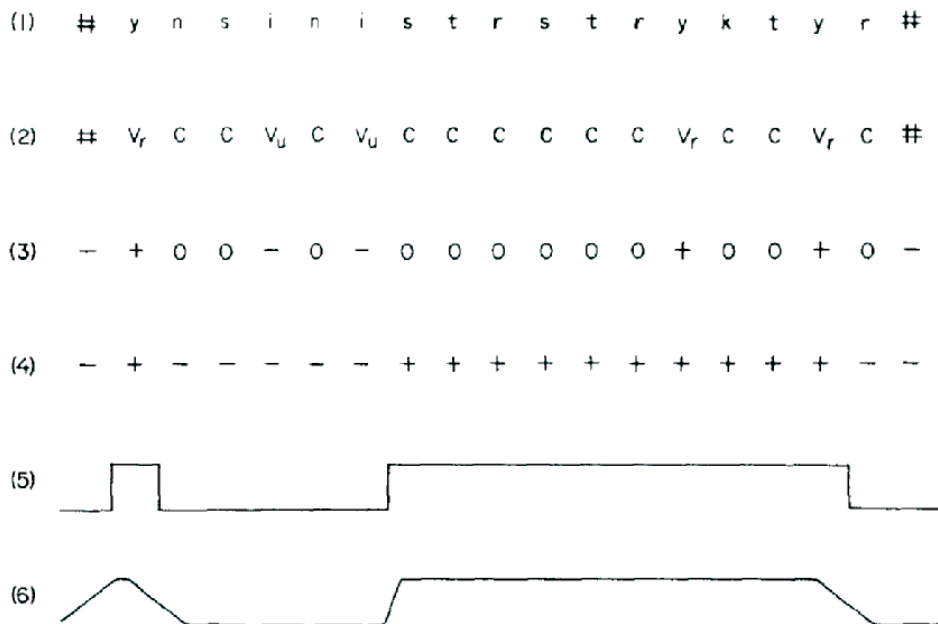 (1) # y n s i n i s t r s t r y k t y r #
(2) # Vr C C Vu C Vu C C C C C C Vr C C Vr C #
(3) − + 0 0 − 0 − 0 0 0 0 0 0 + 0 0 + 0 −
(4) − + − − − − − + + + + + + + + + + − −
(5)
(6)